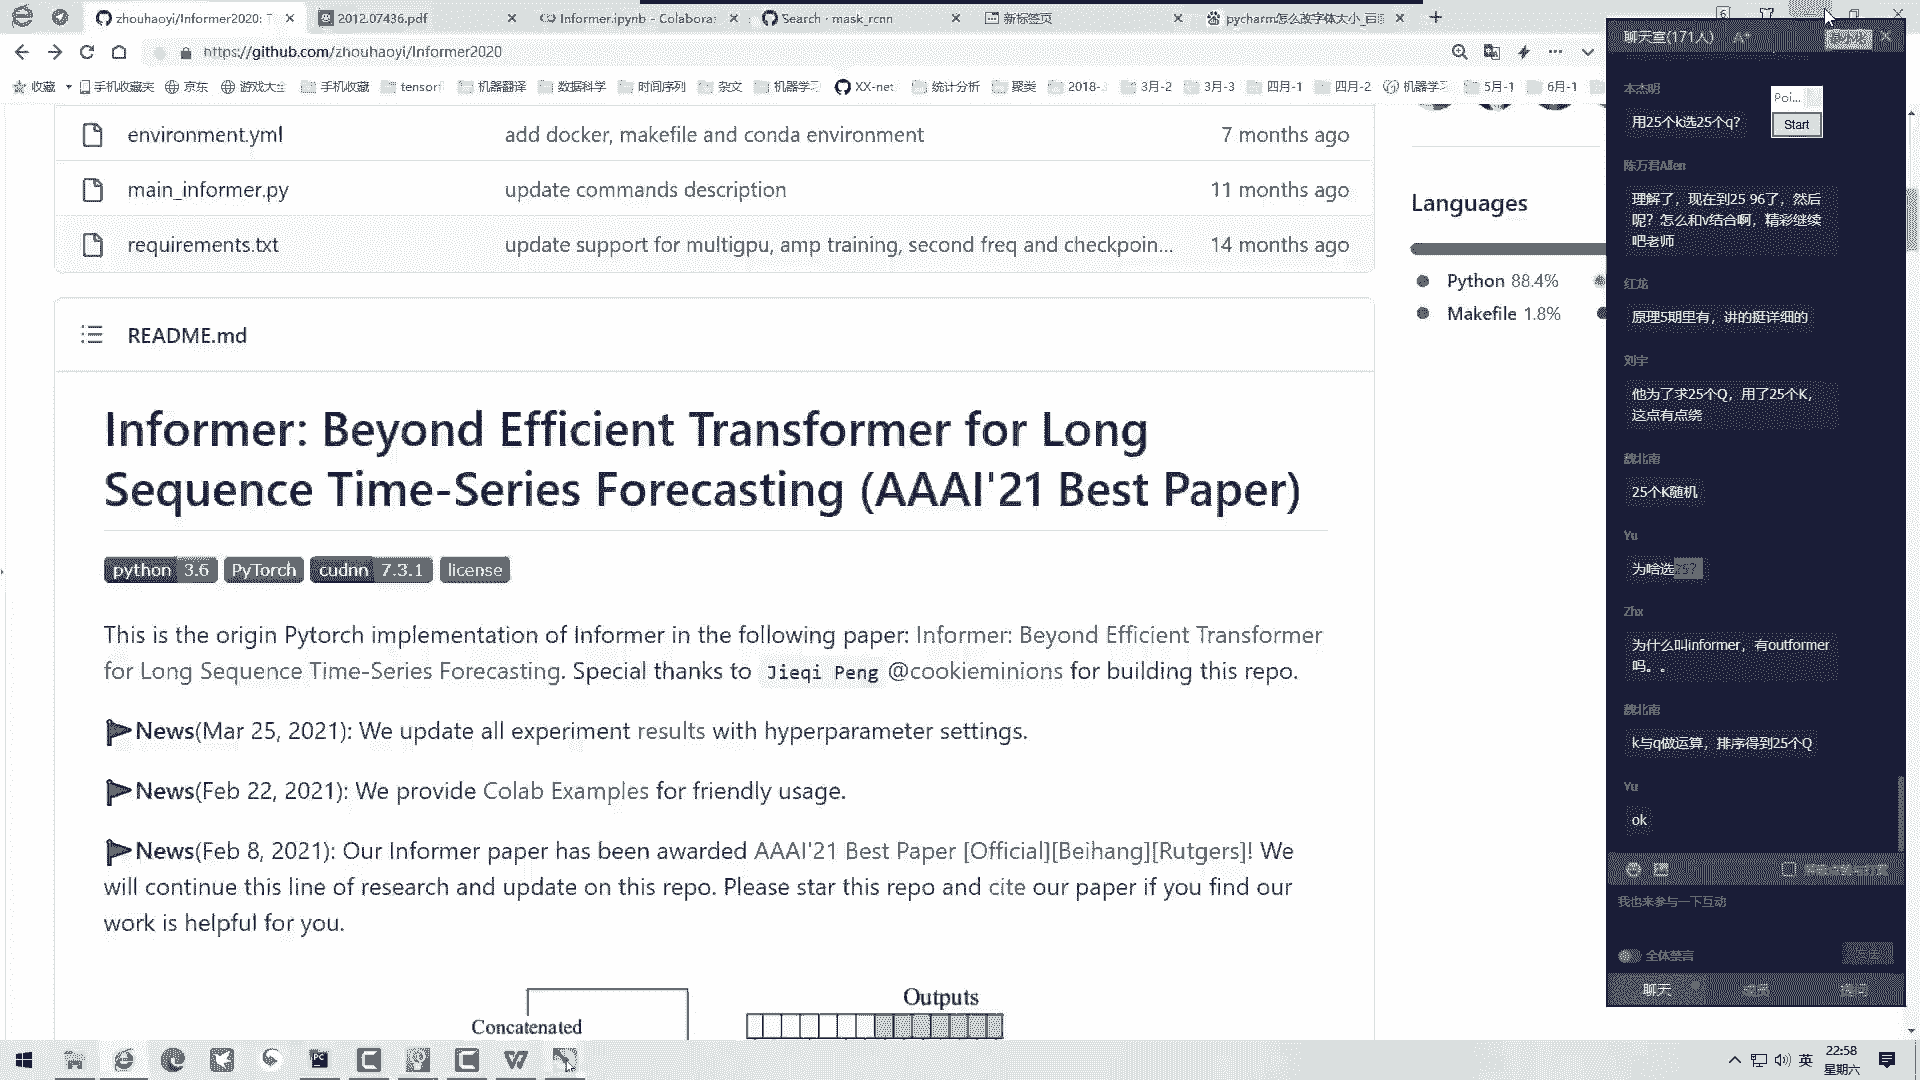 zhouhaoyi/Informer2020: T
2012.07436.pdf
Informer.ipynb - Colabora
Search · mask_rcnn
新标签页
pycharm怎么改字体大小_百
6
https://github.com/zhouhaoyi/Informer2020
收藏
手机收藏夹
京东
游戏大全
手机收藏
tensorf
机器翻译
数据科学
时间序列
杂文
机器学习
XX-net
统计分析
聚类
2018-
3月-2
3月-3
四月-1
四月-2
机器学习
5月-1
6月-1
environment.yml
add docker, makefile and conda environment
7 months ago
main_informer.py
update commands description
11 months ago
requirements.txt
update support for multigpu, amp training, second freq and checkpoin...
14 months ago
Languages
Python 88.4%
Makefile 1.8%
README.md
Informer: Beyond Efficient Transformer for Long
Sequence Time-Series Forecasting (AAAI'21 Best Paper)
python 3.6
PyTorch
cudnn 7.3.1
license
This is the origin Pytorch implementation of Informer in the following paper: Informer: Beyond Efficient Transformer
for Long Sequence Time-Series Forecasting. Special thanks to Jieqi Peng @cookieminions for building this repo.
News(Mar 25, 2021): We update all experiment results with hyperparameter settings.
News(Feb 22, 2021): We provide Colab Examples for friendly usage.
News(Feb 8, 2021): Our Informer paper has been awarded AAAI'21 Best Paper [Official][Beihang][Rutgers]! We
will continue this line of research and update on this repo. Please star this repo and cite our paper if you find our
work is helpful for you.
Concatenated
Outputs
聊天室(171人)
A+
本杰明
用25个k选25个q?
Poi...
Start
陈万君Allen
理解了，现在到25 96了，然后
呢？怎么和v结合啊，精彩继续
吧老师
红龙
原理5期里有，讲的挺详细的
刘宇
他为了求25个Q，用了25个K，
这点有点绕
魏北南
25个K随机
Yu
为啥选25?
Zhx
为什么叫informer，有outformer
吗。。
魏北南
k与q做运算，排序得到25个Q
Yu
ok
我也来参与一下互动
全体禁言
聊天
英
22:58
星期六